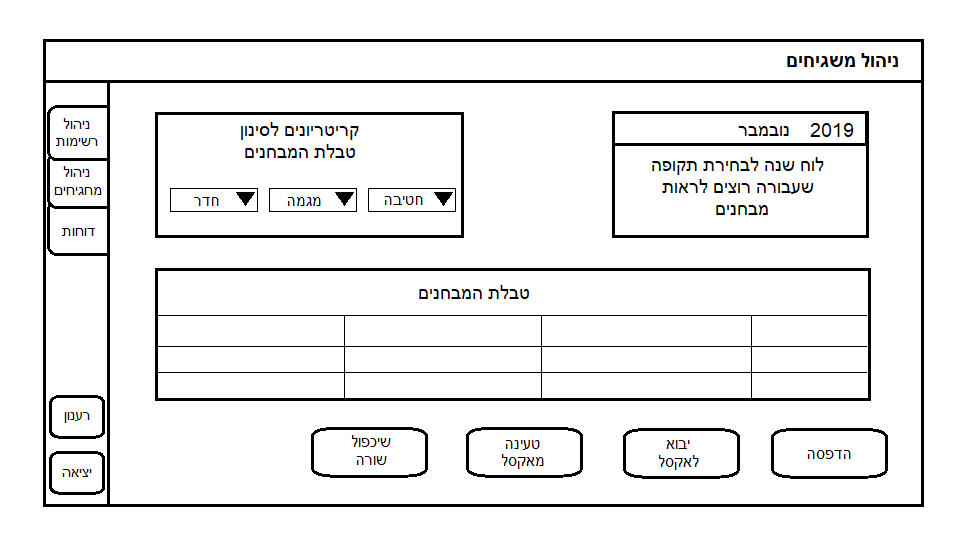 ניהול משגיחים
ניהול
רשימות
ניהול
מחגיחים
דוחות
רענון
יציאה
נובמבר 2019
לוח שנה לבחירת תקופה
שעבורה רוצים לראות
מבחנים
קריטריונים לסינון
טבלת המבחנים
חטיבה
מגמה
חדר
טבלת המבחנים
הדפסה
יבוא
לאקסל
טעינה
מאקסל
שיכפול
שורה